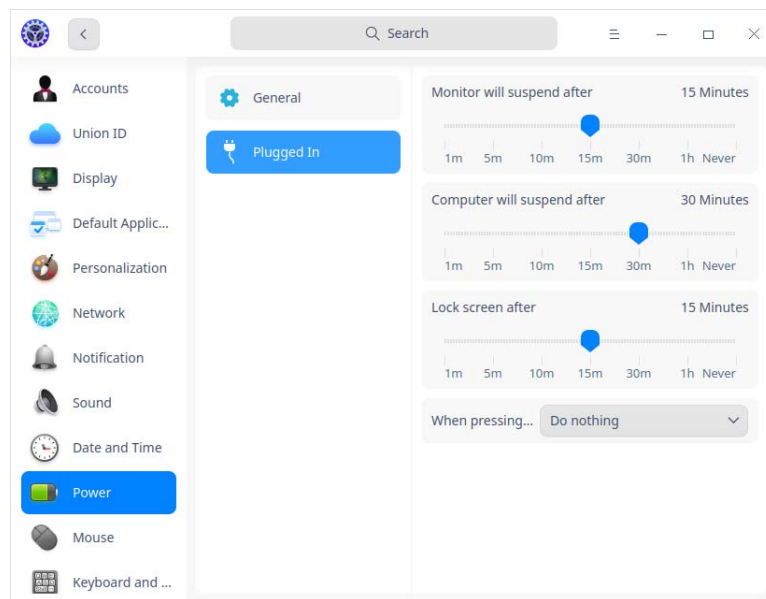 Search
Accounts
Union ID
Display
Default Applic...
Personalization
Network
Notification
Sound
Date and Time
Power
Mouse
Keyboard and ...
General
Plugged In
Monitor will suspend after 15 Minutes
1m 5m 10m 15m 30m 1h Never
Computer will suspend after 30 Minutes
1m 5m 10m 15m 30m 1h Never
Lock screen after 15 Minutes
1m 5m 10m 15m 30m 1h Never
When pressing... Do nothing